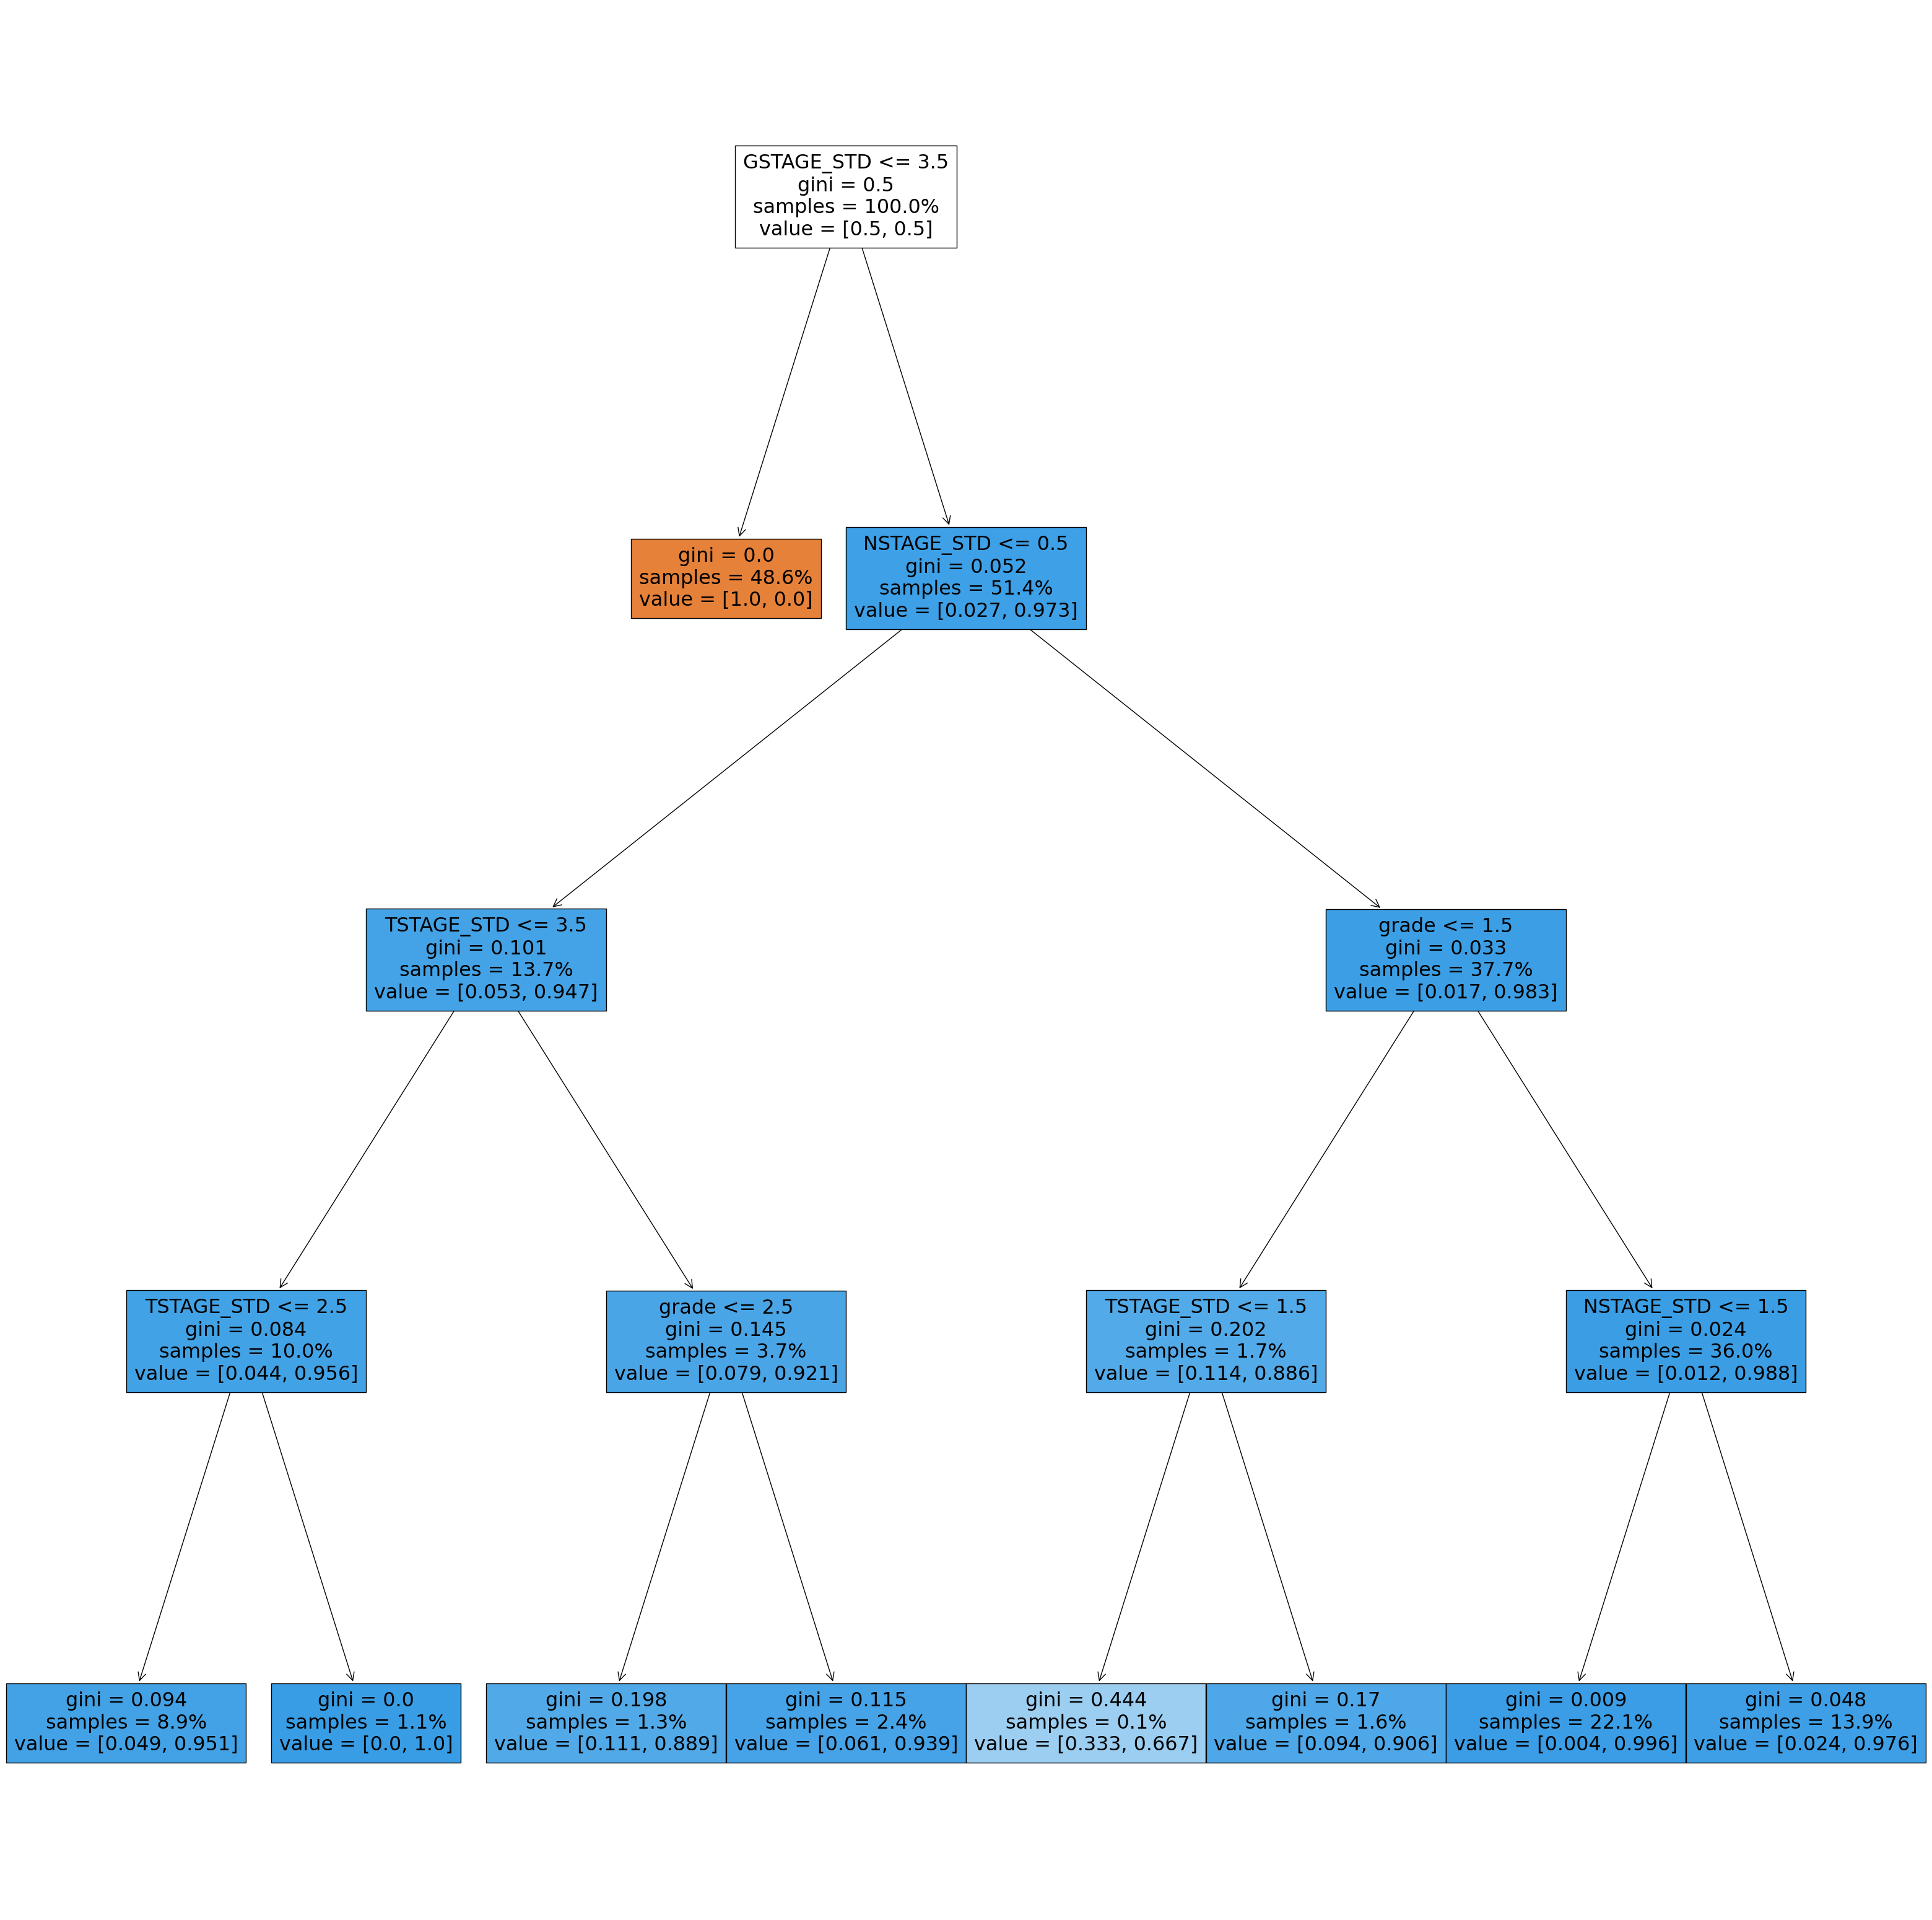 GSTAGE_STD <= 3.5
gini = 0.5
samples = 100.0%
value = [0.5, 0.5]
gini = 0.0
samples = 48.6%
value = [1.0, 0.0]
NSTAGE_STD <= 0.5
gini = 0.052
samples = 51.4%
value = [0.027, 0.973]
TSTAGE_STD <= 3.5
gini = 0.101
samples = 13.7%
value = [0.053, 0.947]
grade <= 1.5
gini = 0.033
samples = 37.7%
value = [0.017, 0.983]
TSTAGE_STD <= 2.5
gini = 0.084
samples = 10.0%
value = [0.044, 0.956]
grade <= 2.5
gini = 0.145
samples = 3.7%
value = [0.079, 0.921]
TSTAGE_STD <= 1.5
gini = 0.202
samples = 1.7%
value = [0.114, 0.886]
NSTAGE_STD <= 1.5
gini = 0.024
samples = 36.0%
value = [0.012, 0.988]
gini = 0.094
samples = 8.9%
value = [0.049, 0.951]
gini = 0.0
samples = 1.1%
value = [0.0, 1.0]
gini = 0.198
samples = 1.3%
value = [0.111, 0.889]
gini = 0.115
samples = 2.4%
value = [0.061, 0.939]
gini = 0.444
samples = 0.1%
value = [0.333, 0.667]
gini = 0.17
samples = 1.6%
value = [0.094, 0.906]
gini = 0.009
samples = 22.1%
value = [0.004, 0.996]
gini = 0.048
samples = 13.9%
value = [0.024, 0.976]